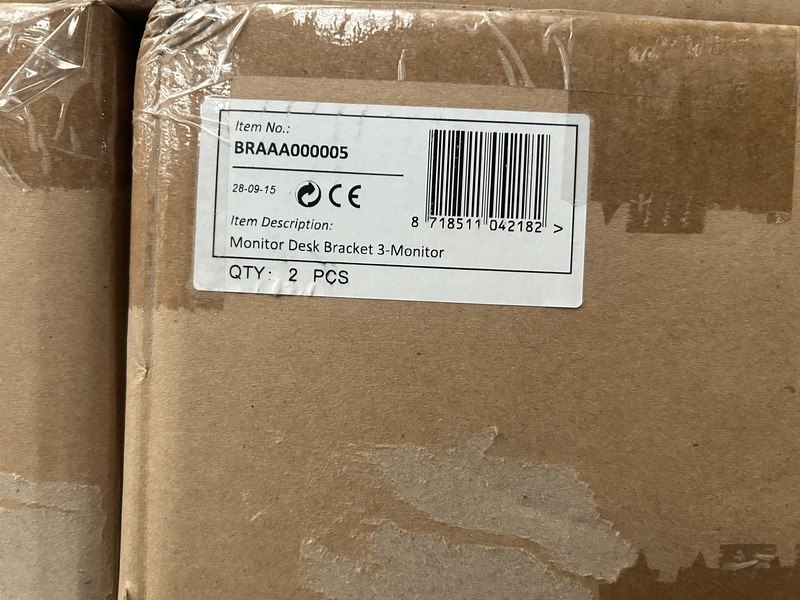 Item No.:
BRAAA000005
28-09-15 CE
8 718511 042182 >
Item Description:
Monitor Desk Bracket 3-Monitor
QTY: 2 PCS